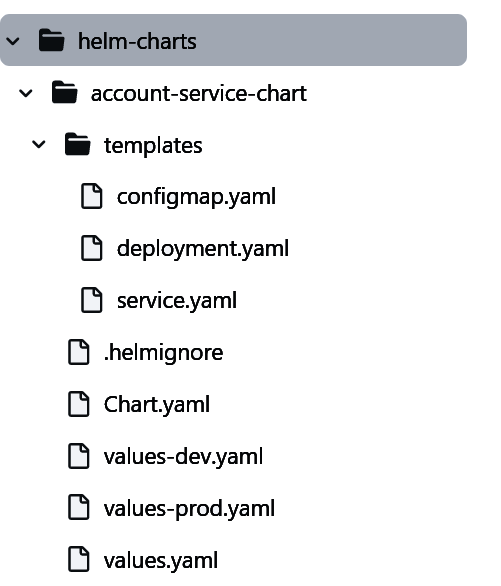 helm-charts
account-service-chart
templates
configmap.yaml
deployment.yaml
service.yaml
.helmignore
Chart.yaml
values-dev.yaml
values-prod.yaml
values.yaml